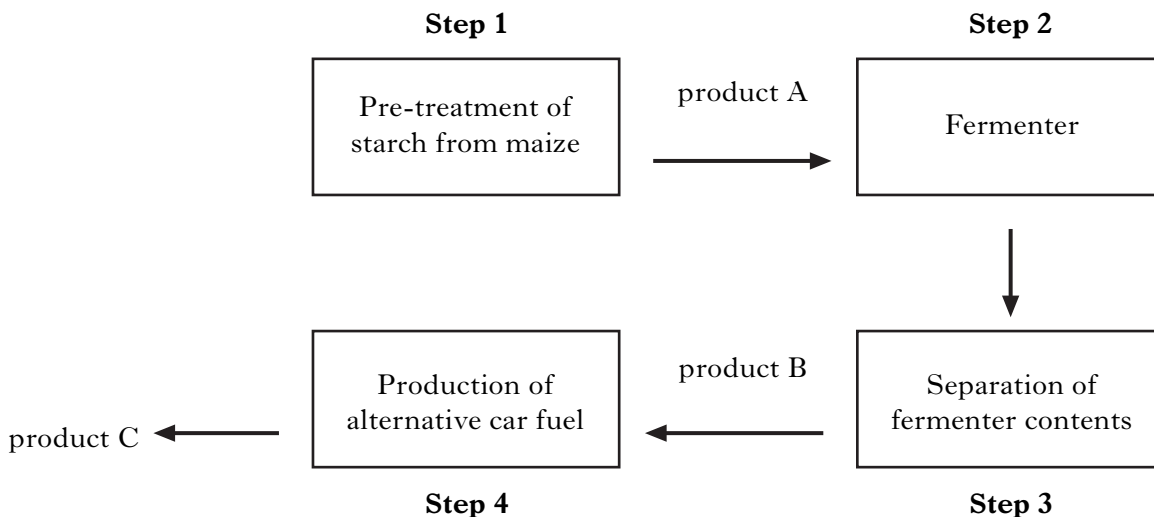 Step 1
Pre-treatment of
starch from maize
product A
Step 2
Fermenter
Separation of
fermenter contents
Step 3
product B
Production of
alternative car fuel
Step 4
product C